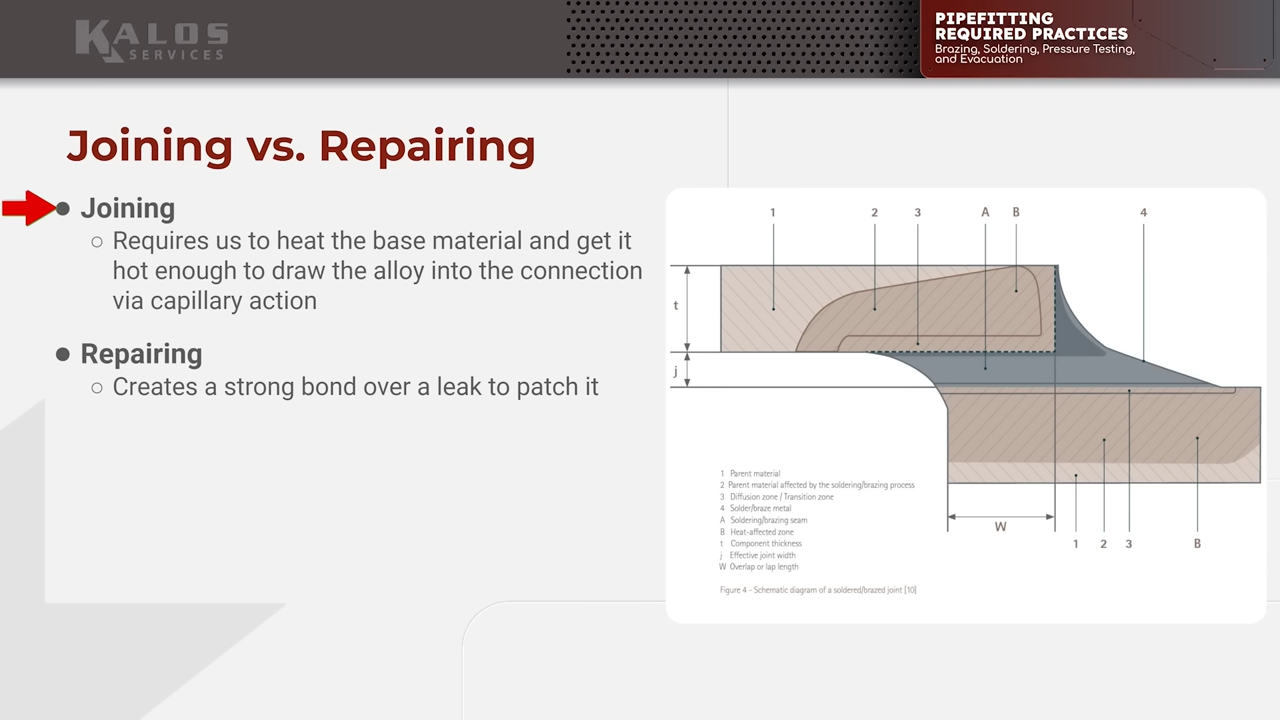 KALOS
SERVICES
PIPEFITTING
REQUIRED PRACTICES
Brazing, Soldering, Pressure Testing,
and Evacuation
Joining vs. Repairing
● Joining
○ Requires us to heat the base material and get it
hot enough to draw the alloy into the connection
via capillary action
● Repairing
○ Creates a strong bond over a leak to patch it
1 2 3 A B 4
t
j
W
1 2 3 B
1 Parent material
2 Parent material affected by the soldering/brazing process
3 Diffusion zone / Transition zone
4 Solder/braze metal
A Soldering/brazing seam
B Heat-affected zone
t Component thickness
j Effective joint width
W Overlap or lap length
Figure 4 - Schematic diagram of a soldered/brazed joint [10]